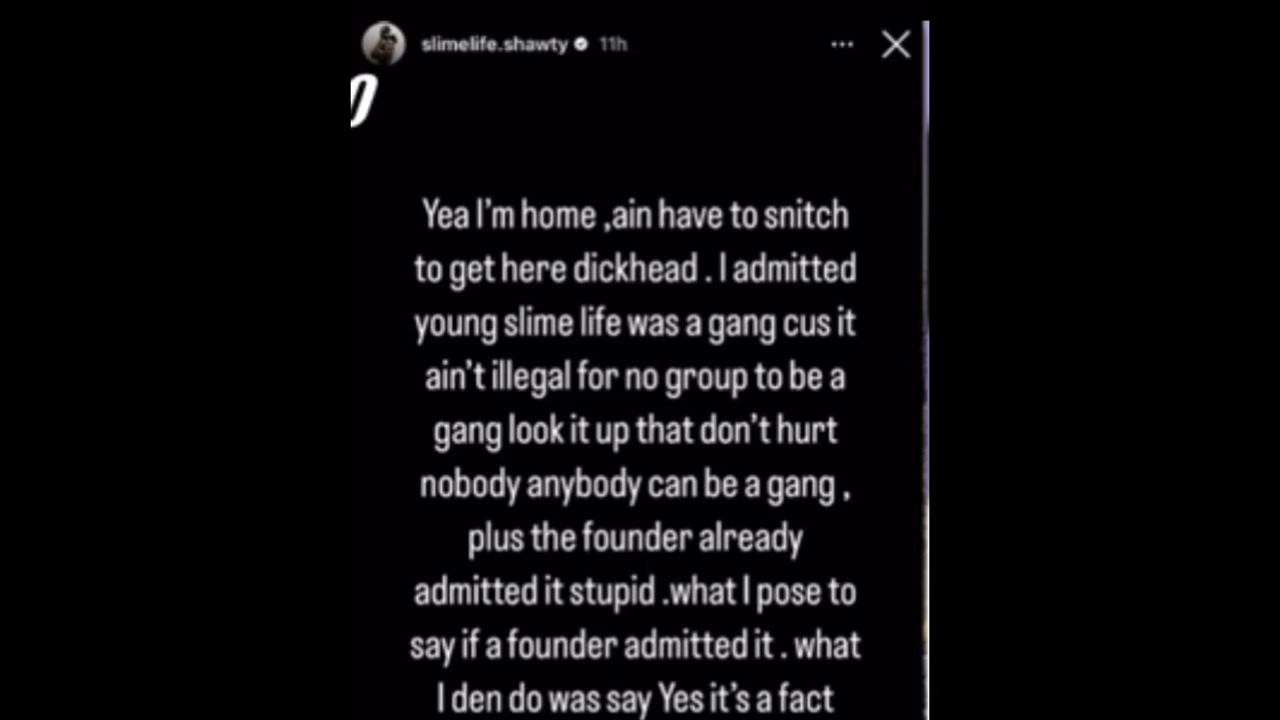 slimelife.shawty 11h
Yea I'm home ,ain have to snitch
to get here dickhead . I admitted
young slime life was a gang cus it
ain't illegal for no group to be a
gang look it up that don't hurt
nobody anybody can be a gang ,
plus the founder already
admitted it stupid .what I pose to
say if a founder admitted it . what
I den do was say Yes it's a fact